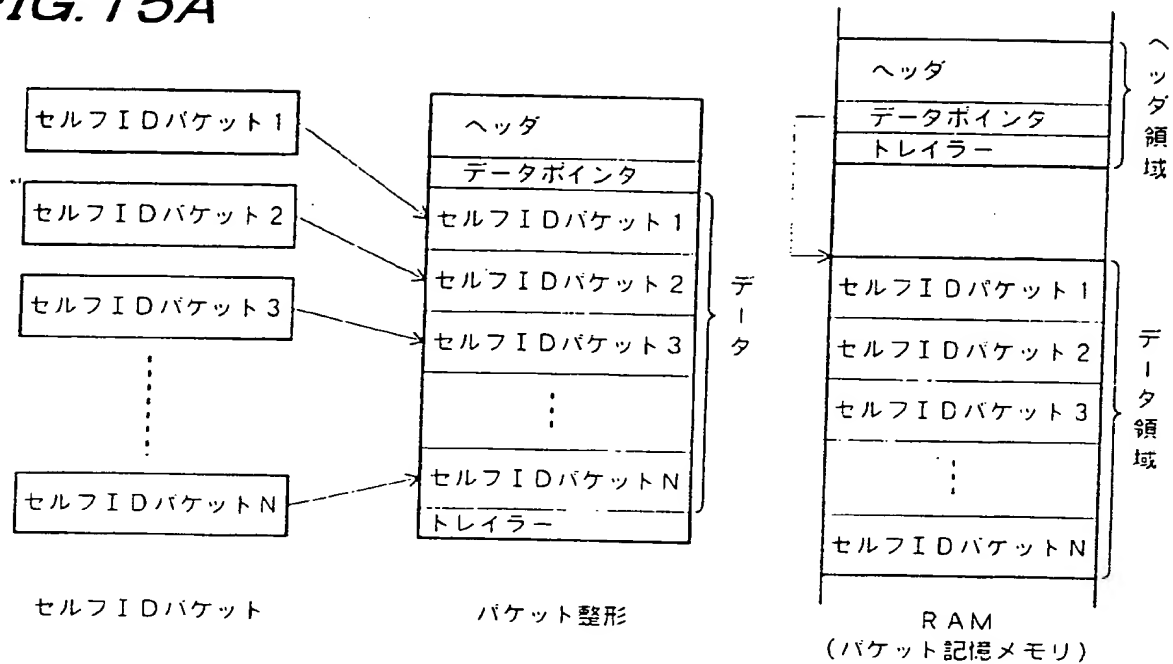 FIG. 15A
セルフIDパケット1
セルフIDパケット2
セルフIDパケット3
セルフIDパケットN
セルフIDパケット
ヘッダ
データポインタ
セルフIDパケット1
セルフIDパケット2
セルフIDパケット3
セルフIDパケットN
トレイラー
データ
パケット整形
ヘッダ
データポインタ
トレイラー
ヘッダ領域
セルフIDパケット1
セルフIDパケット2
セルフIDパケット3
セルフIDパケットN
データ領域
RAM
(パケット記憶メモリ)